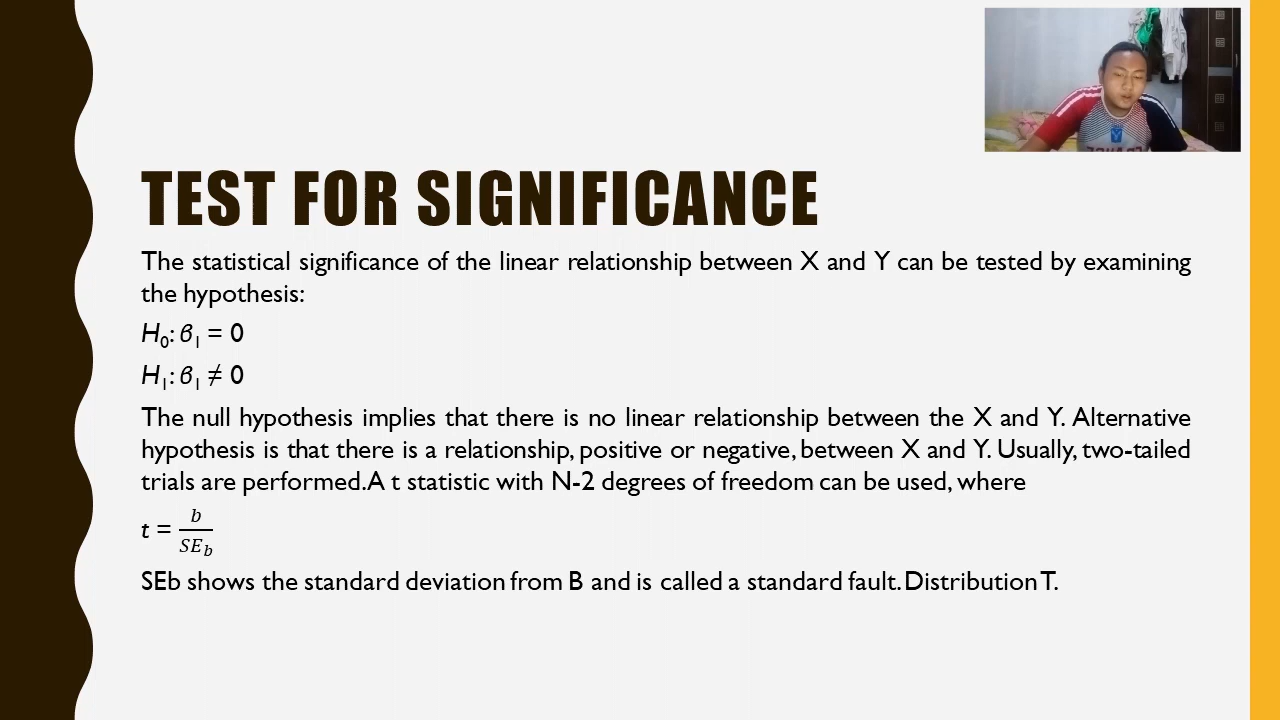 TEST FOR SIGNIFICANCE
The statistical significance of the linear relationship between X and Y can be tested by examining
the hypothesis:
H₀: β₁ = 0
H₁: β₁ ≠ 0
The null hypothesis implies that there is no linear relationship between the X and Y. Alternative
hypothesis is that there is a relationship, positive or negative, between X and Y. Usually, two-tailed
trials are performed. A t statistic with N-2 degrees of freedom can be used, where
t = b / SE_b
SEb shows the standard deviation from B and is called a standard fault. Distribution T.